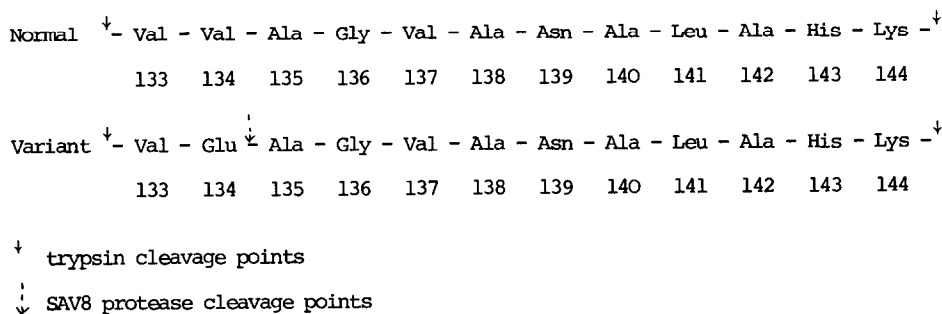 Normal ↓- Val - Val - Ala - Gly - Val - Ala - Asn - Ala - Leu - Ala - His - Lys -↓
133 134 135 136 137 138 139 140 141 142 143 144
Variant ↓- Val - Glu ⇣- Ala - Gly - Val - Ala - Asn - Ala - Leu - Ala - His - Lys -↓
133 134 135 136 137 138 139 140 141 142 143 144
↓ trypsin cleavage points
⇣ SAV8 protease cleavage points